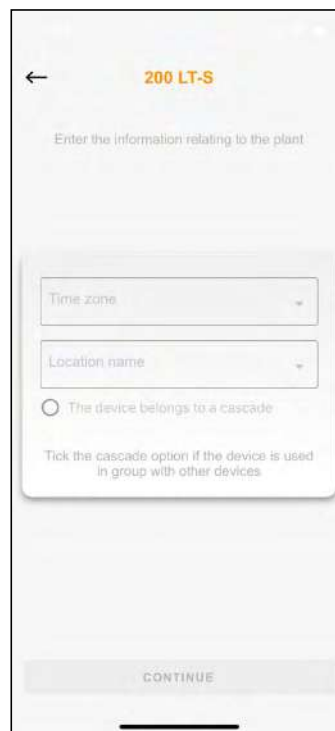 200 LT-S
Enter the information relating to the plant
Time zone
Location name
The device belongs to a cascade
Tick the cascade option if the device is used
in group with other devices
CONTINUE